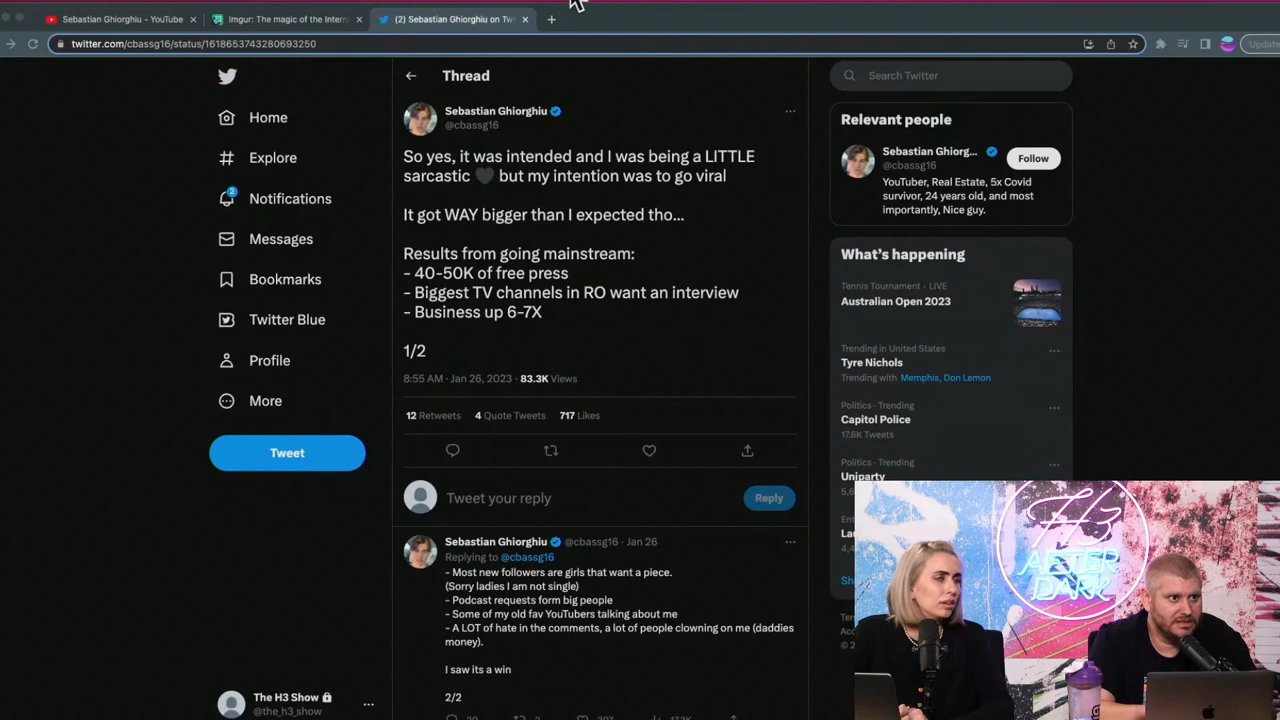 Sebastian Ghiorghiu - YouTube
Imgur: The magic of the Intern
(2) Sebastian Ghiorghiu on Twi
twitter.com/cbassg16/status/1618653743280693250
Update
Home
Explore
2
Notifications
Messages
Bookmarks
Twitter Blue
Profile
More
Tweet
The H3 Show
@the_h3_show
Thread
Sebastian Ghiorghiu
@cbassg16
So yes, it was intended and I was being a LITTLE
sarcastic 🖤 but my intention was to go viral
It got WAY bigger than I expected tho...
Results from going mainstream:
- 40-50K of free press
- Biggest TV channels in RO want an interview
- Business up 6-7X
1/2
8:55 AM · Jan 26, 2023 · 83.3K Views
12 Retweets 4 Quote Tweets 717 Likes
Tweet your reply
Reply
Sebastian Ghiorghiu @cbassg16 · Jan 26
Replying to @cbassg16
- Most new followers are girls that want a piece.
(Sorry ladies I am not single)
- Podcast requests form big people
- Some of my old fav YouTubers talking about me
- A LOT of hate in the comments, a lot of people clowning on me (daddies
money).
I saw its a win
2/2
Search Twitter
Relevant people
Sebastian Ghiorg...
@cbassg16
Follow
YouTuber, Real Estate, 5x Covid
survivor, 24 years old, and most
importantly, Nice guy.
What's happening
Tennis Tournament · LIVE
Australian Open 2023
Trending in United States
Tyre Nichols
Trending with Memphis, Don Lemon
Politics · Trending
Capitol Police
17.6K Tweets
Politics · Trending
Uniparty
H3
AFTER
DARK